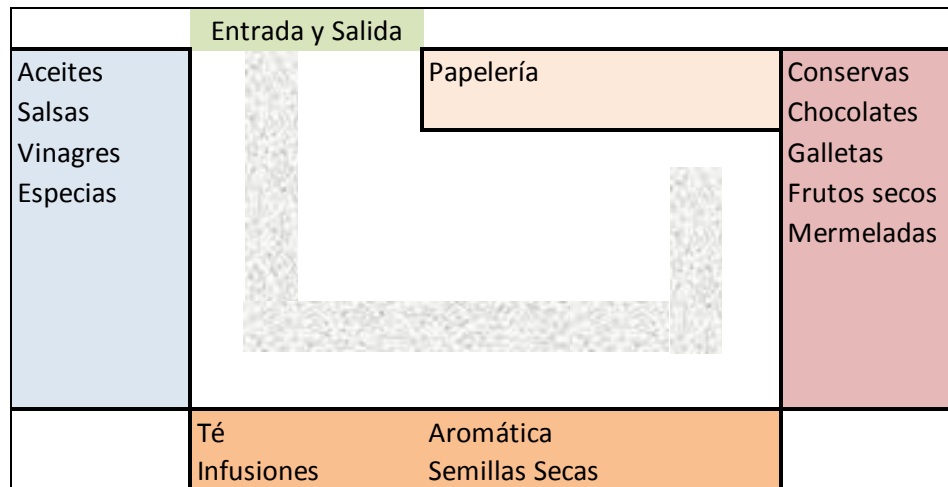 Entrada y Salida
Aceites
Salsas
Vinagres
Especias
Papelería
Conservas
Chocolates
Galletas
Frutos secos
Mermeladas
Té
Infusiones
Aromática
Semillas Secas